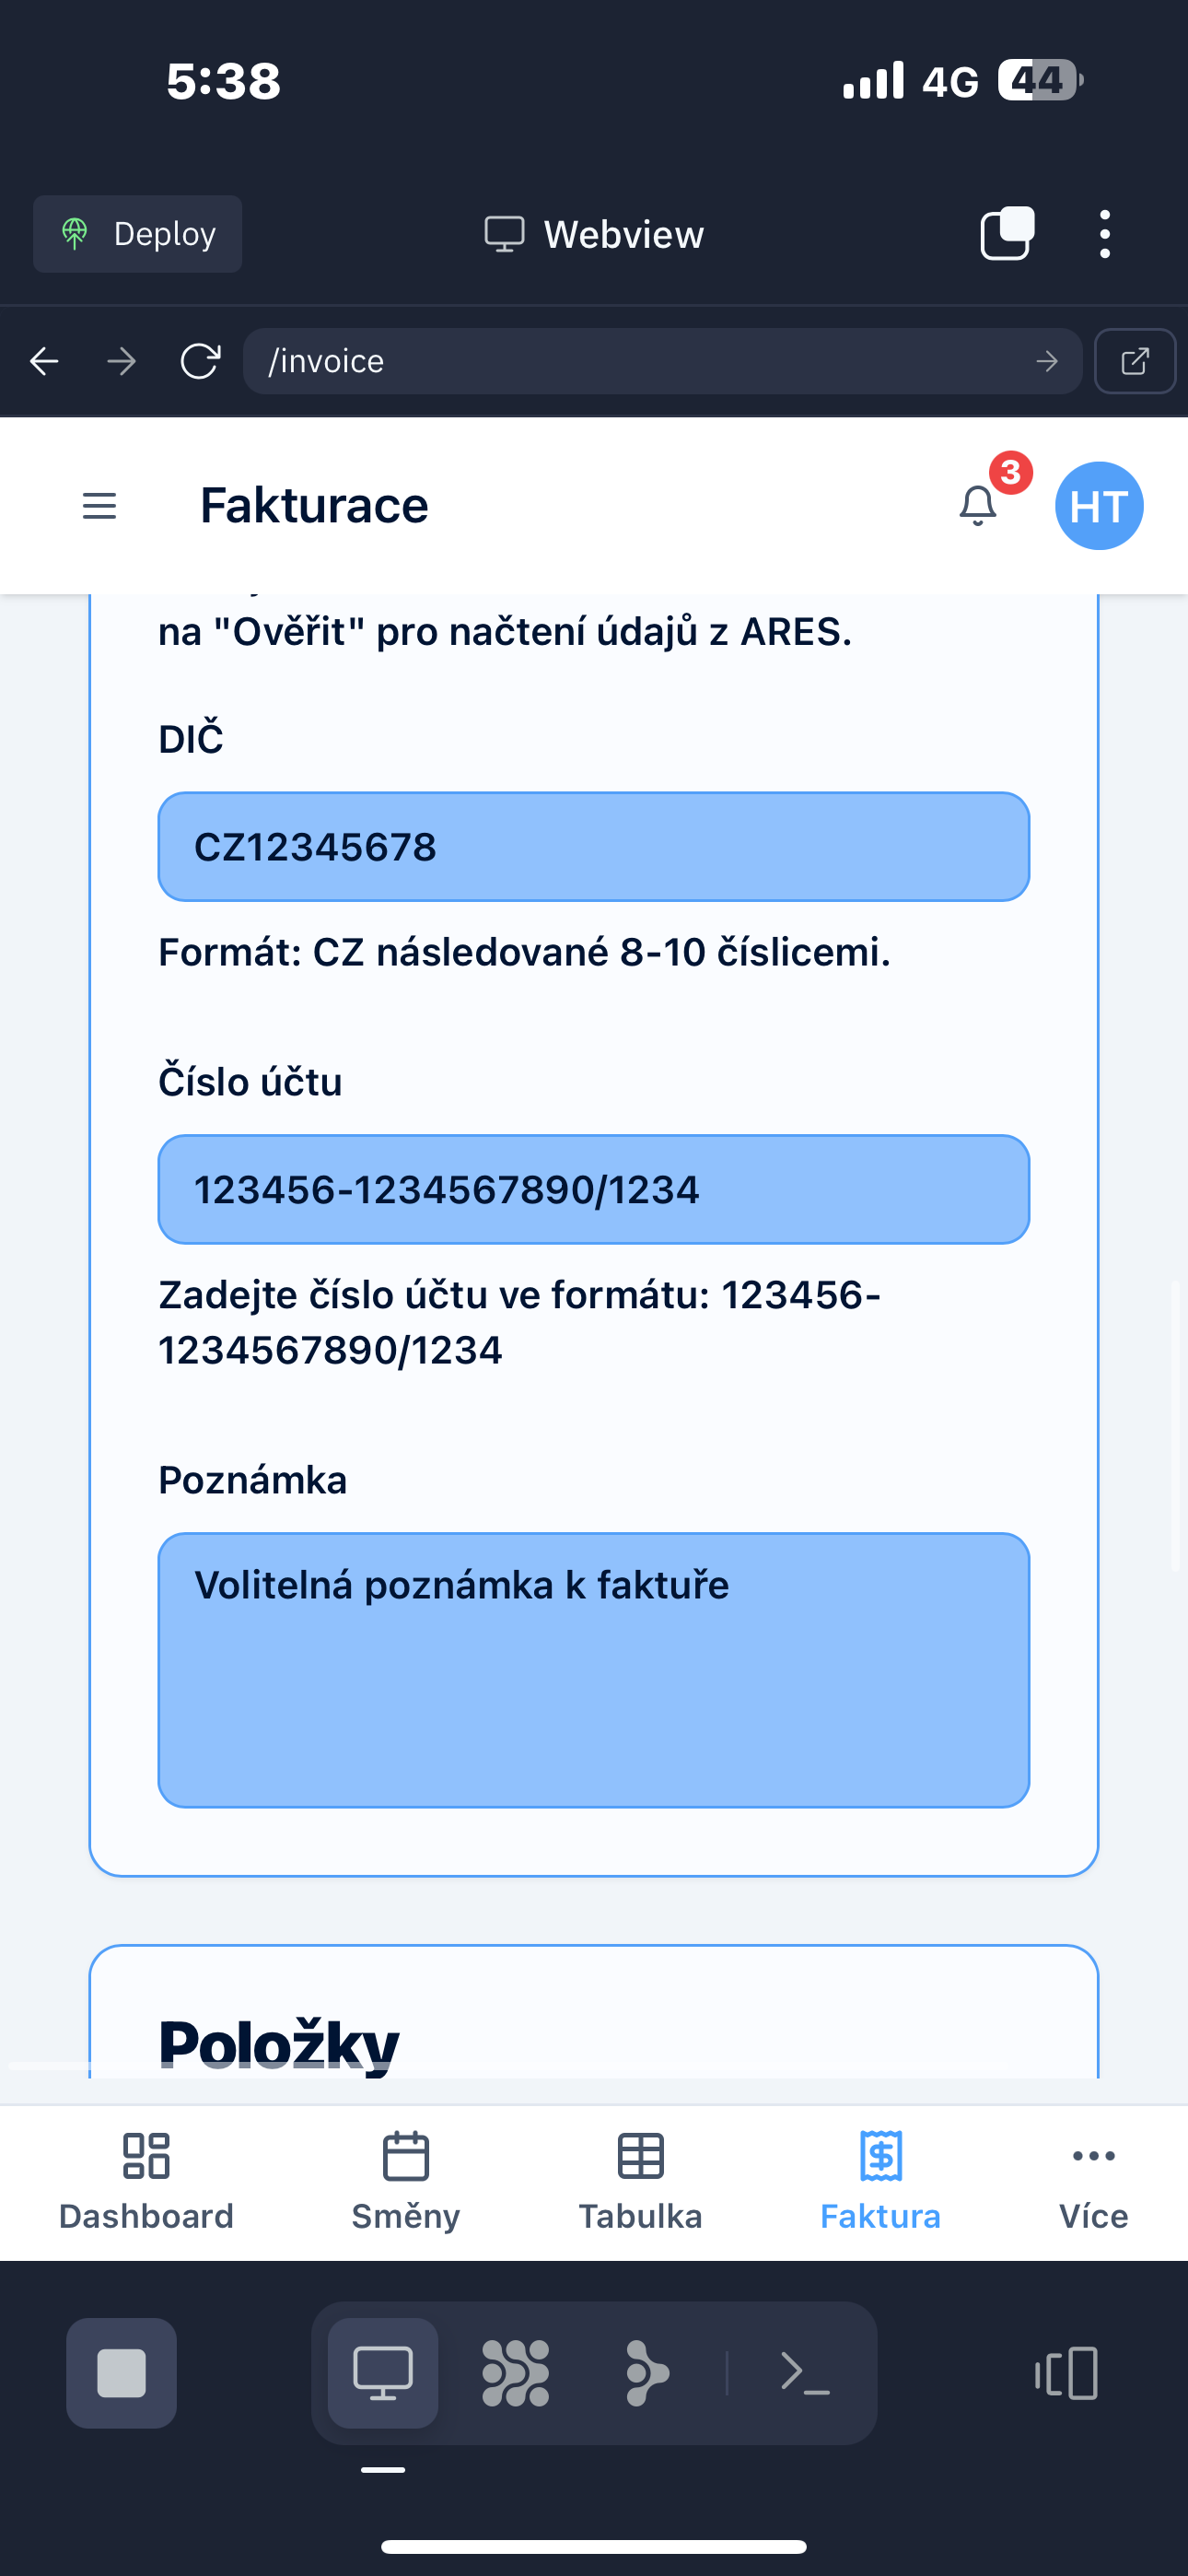 5:38
4G
44
Deploy
Webview
/invoice
Fakturace
3
HT
na "Ověřit" pro načtení údajů z ARES.
DIČ
CZ12345678
Formát: CZ následované 8-10 číslicemi.
Číslo účtu
123456-1234567890/1234
Zadejte číslo účtu ve formátu: 123456-
1234567890/1234
Poznámka
Volitelná poznámka k faktuře
Položky
Dashboard
Směny
Tabulka
Faktura
Více